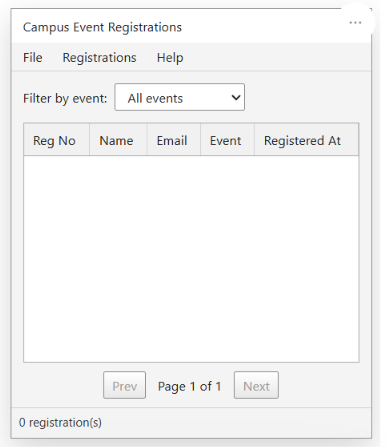 Campus Event Registrations
File Registrations Help
Filter by event: All events
Reg No Name Email Event Registered At
Prev Page 1 of 1 Next
0 registration(s)